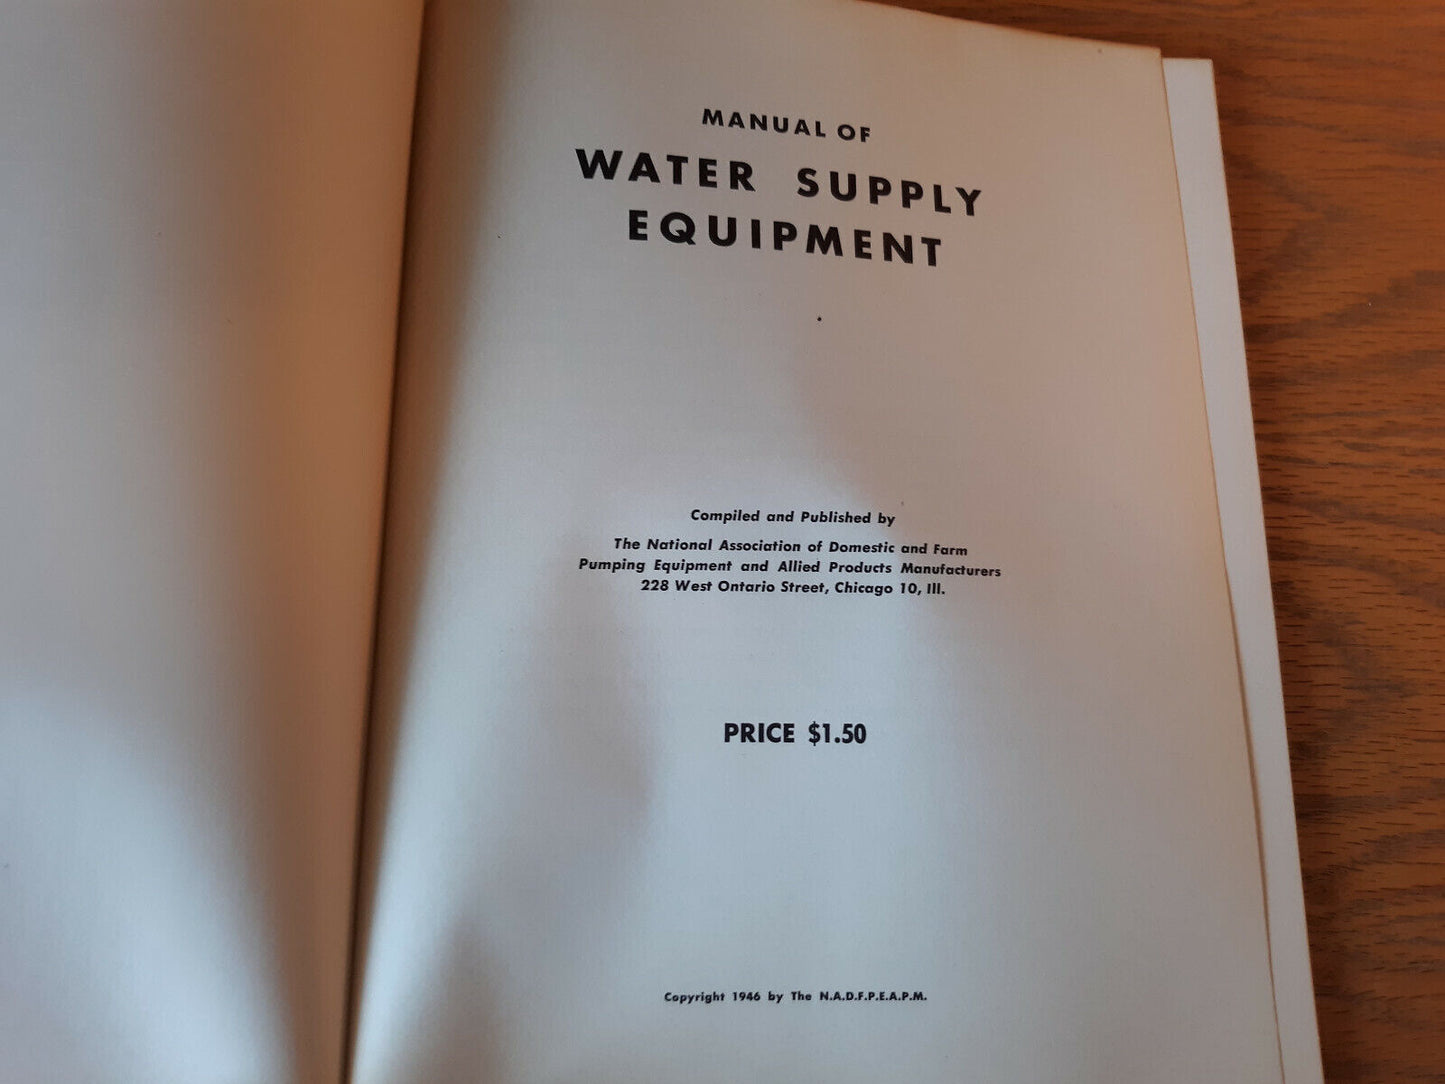 MANUAL OF
WATER SUPPLY
EQUIPMENT
Compiled and Published by
The National Association of Domestic and Farm
Pumping Equipment and Allied Products Manufacturers
228 West Ontario Street, Chicago 10, Ill.
PRICE $1.50
Copyright 1946 by The N.A.D.F.P.E.A.P.M.